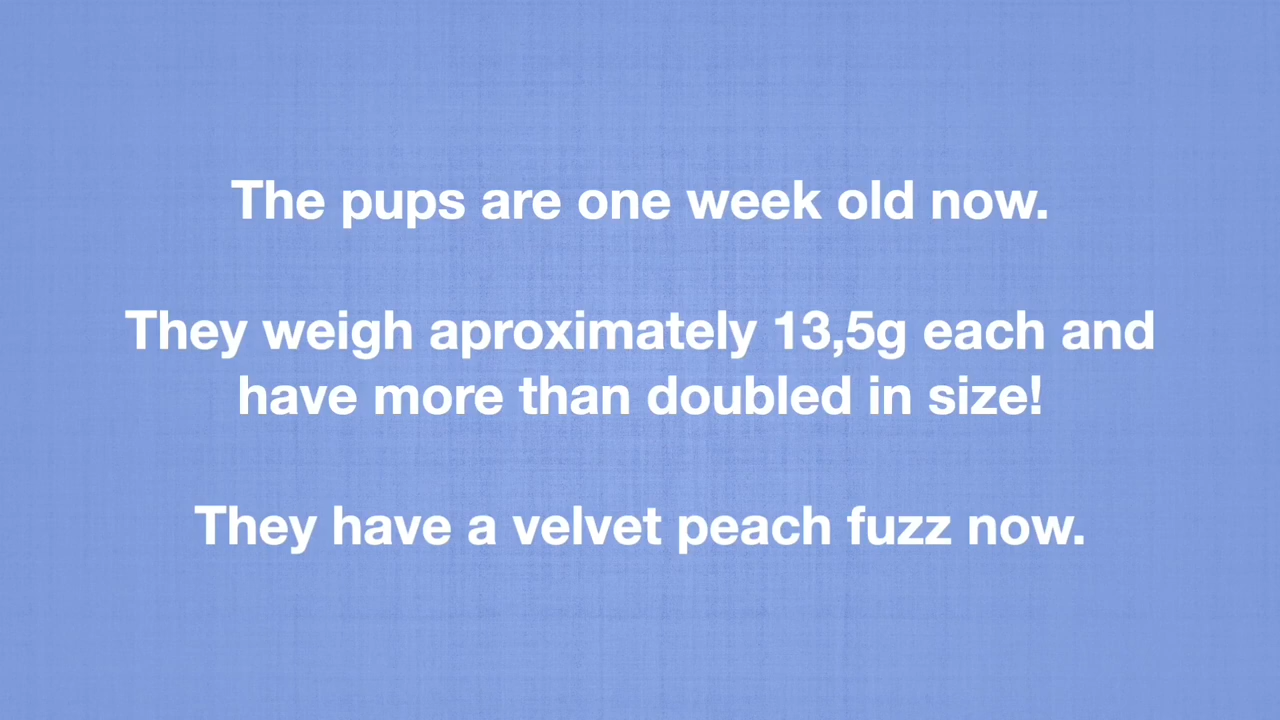 The pups are one week old now.
They weigh aproximately 13,5g each and
have more than doubled in size!
They have a velvet peach fuzz now.